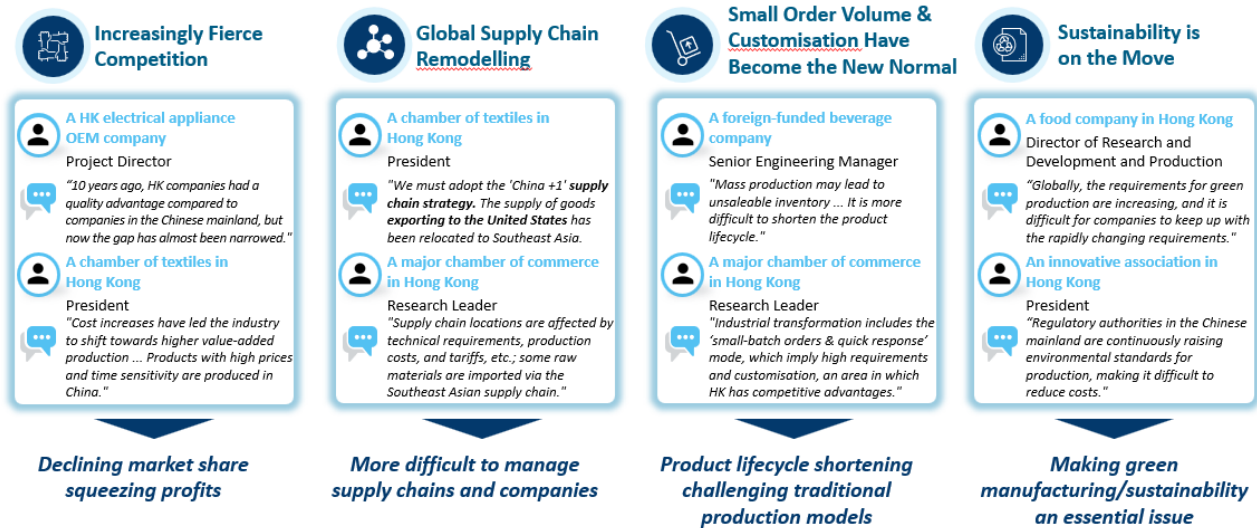 Increasingly Fierce
Competition
A HK electrical appliance
OEM company
Project Director
“10 years ago, HK companies had a
quality advantage compared to
companies in the Chinese mainland, but
now the gap has almost been narrowed."
A chamber of textiles in
Hong Kong
President
"Cost increases have led the industry
to shift towards higher value-added
production ... Products with high prices
and time sensitivity are produced in
China."
Declining market share
squeezing profits
Global Supply Chain
Remodelling
A chamber of textiles in
Hong Kong
President
"We must adopt the 'China +1' supply
chain strategy. The supply of goods
exporting to the United States has
been relocated to Southeast Asia.
A major chamber of commerce
in Hong Kong
Research Leader
"Supply chain locations are affected by
technical requirements, production
costs, and tariffs, etc.; some raw
materials are imported via the
Southeast Asian supply chain."
More difficult to manage
supply chains and companies
Small Order Volume &
Customisation Have
Become the New Normal
A foreign-funded beverage
company
Senior Engineering Manager
"Mass production may lead to
unsaleable inventory ... It is more
difficult to shorten the product
lifecycle."
A major chamber of commerce
in Hong Kong
Research Leader
"Industrial transformation includes the
‘small-batch orders & quick response’
mode, which imply high requirements
and customisation, an area in which
HK has competitive advantages."
Product lifecycle shortening
challenging traditional
production models
Sustainability is
on the Move
A food company in Hong Kong
Director of Research and
Development and Production
“Globally, the requirements for green
production are increasing, and it is
difficult for companies to keep up with
the rapidly changing requirements."
An innovative association in
Hong Kong
President
“Regulatory authorities in the Chinese
mainland are continuously raising
environmental standards for
production, making it difficult to
reduce costs."
Making green
manufacturing/sustainability
an essential issue